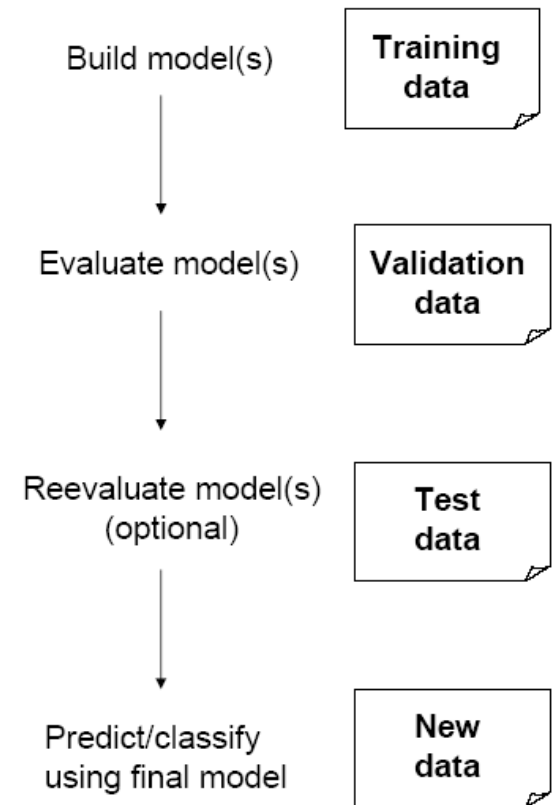 Build model(s)
Training
data
Evaluate model(s)
Validation
data
Reevaluate model(s)
(optional)
Test
data
Predict/classify
using final model
New
data